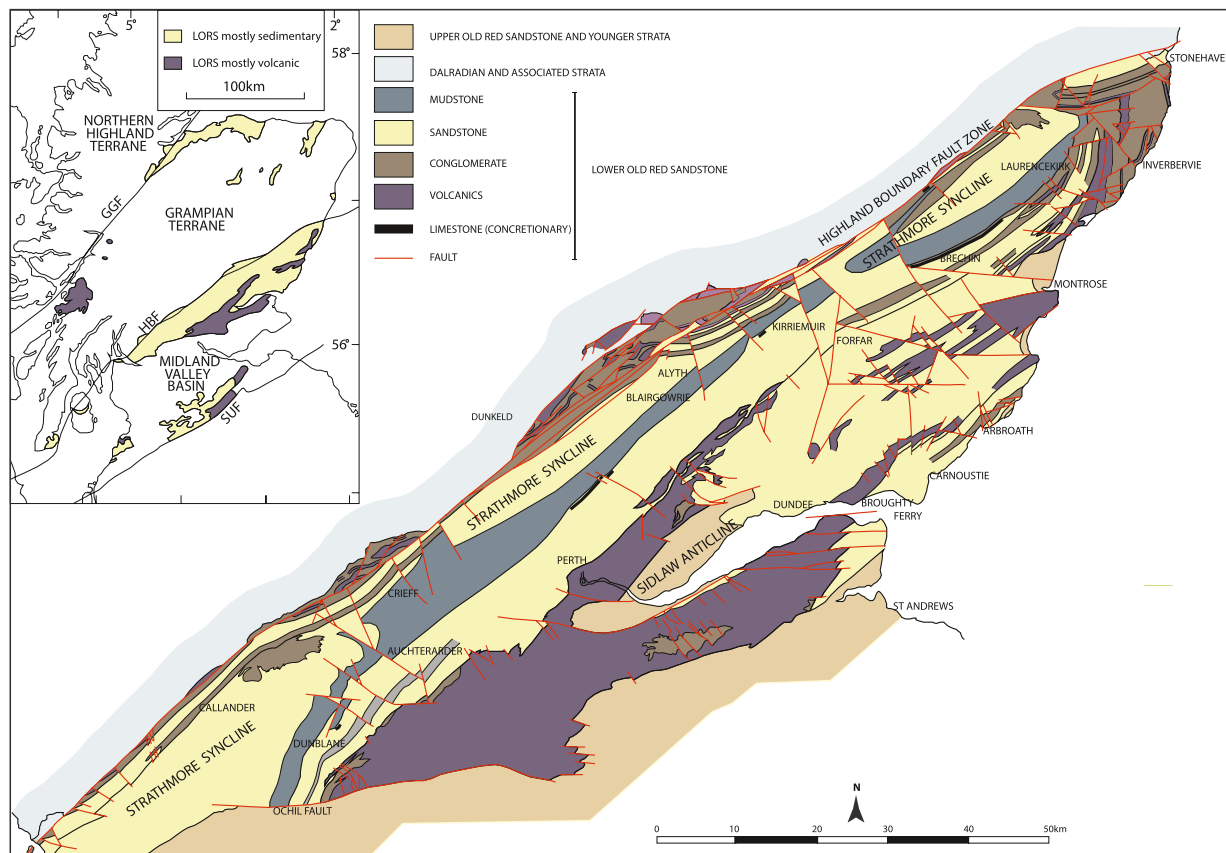 5°
2°
58°
LORS mostly sedimentary
LORS mostly volcanic
100km
NORTHERN
HIGHLAND
TERRANE
GRAMPIAN
TERRANE
GGF
HBF
56°
MIDLAND
VALLEY
BASIN
SUF
UPPER OLD RED SANDSTONE AND YOUNGER STRATA
DALRADIAN AND ASSOCIATED STRATA
MUDSTONE
SANDSTONE
CONGLOMERATE
VOLCANICS
LIMESTONE (CONCRETIONARY)
FAULT
LOWER OLD RED SANDSTONE
STONEHAVE
INVERBERVIE
LAURENCEKIRK
HIGHLAND BOUNDARY FAULT ZONE
STRATHMORE SYNCLINE
BRECHIN
MONTROSE
KIRRIEMUIR
FORFAR
ALYTH
BLAIRGOWRIE
DUNKELD
ARBROATH
CARNOUSTIE
STRATHMORE SYNCLINE
DUNDEE
BROUGHTY
FERRY
SIDLAW ANTICLINE
PERTH
CRIEFF
ST ANDREWS
AUCHTERARDER
CALLANDER
DUNBLANE
STRATHMORE SYNCLINE
OCHIL FAULT
N
0
10
20
30
40
50km